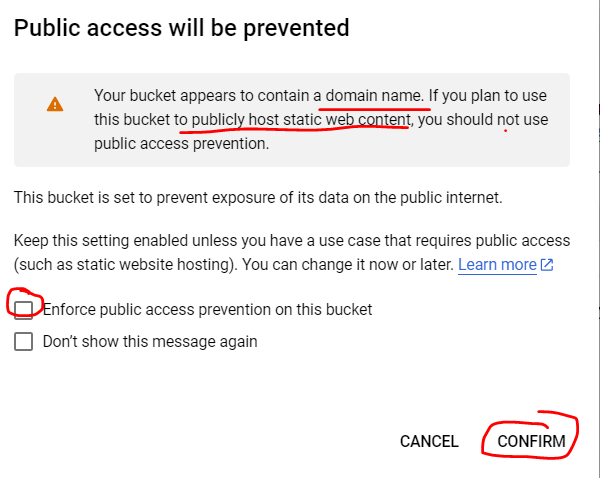 Public access will be prevented
Your bucket appears to contain a domain name. If you plan to use
this bucket to publicly host static web content, you should not use
public access prevention.
This bucket is set to prevent exposure of its data on the public internet.
Keep this setting enabled unless you have a use case that requires public access
(such as static website hosting). You can change it now or later. Learn more
Enforce public access prevention on this bucket
Don't show this message again
CANCEL CONFIRM